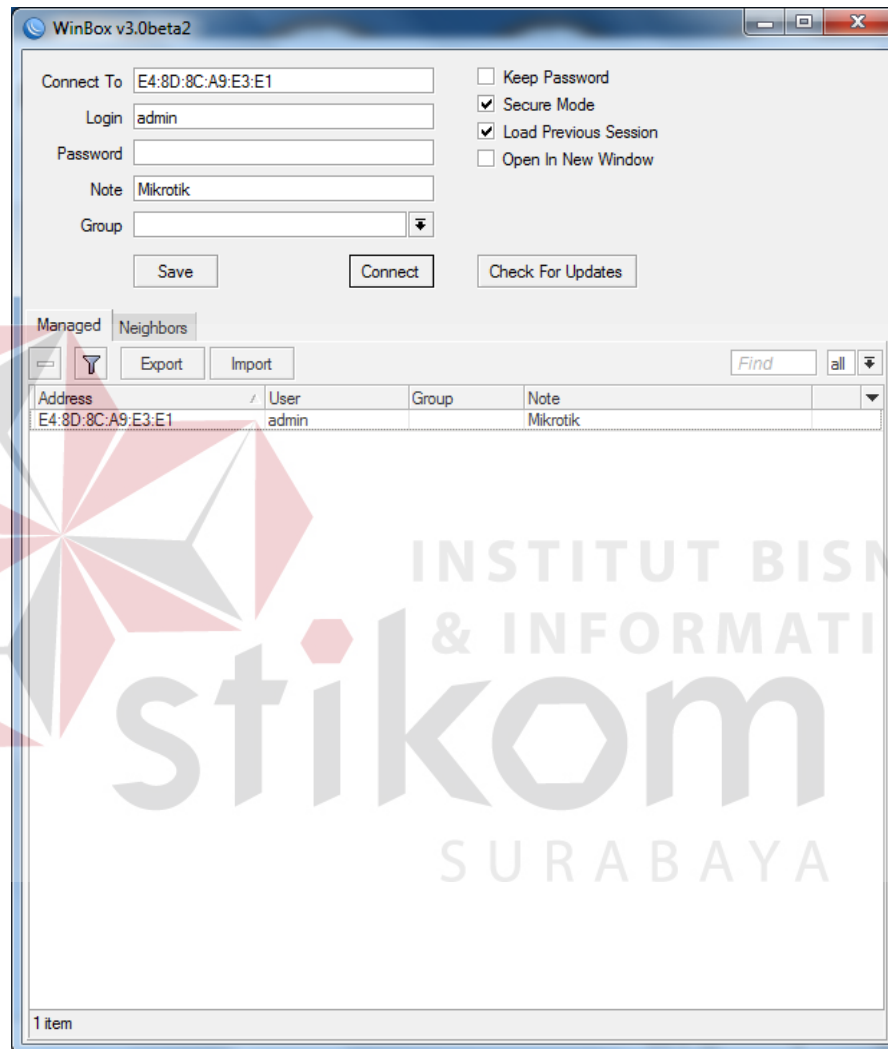 WinBox v3.0beta2
Connect To E4:8D:8C:A9:E3:E1
Keep Password
Login admin
Secure Mode
Password
Load Previous Session
Open In New Window
Note Mikrotik
Group
Save Connect Check For Updates
Managed Neighbors
Export Import Find all
Address User Group Note
E4:8D:8C:A9:E3:E1 admin Mikrotik
INSTITUT BISN
& INFORMATI
stikom
SURABAYA
1 item